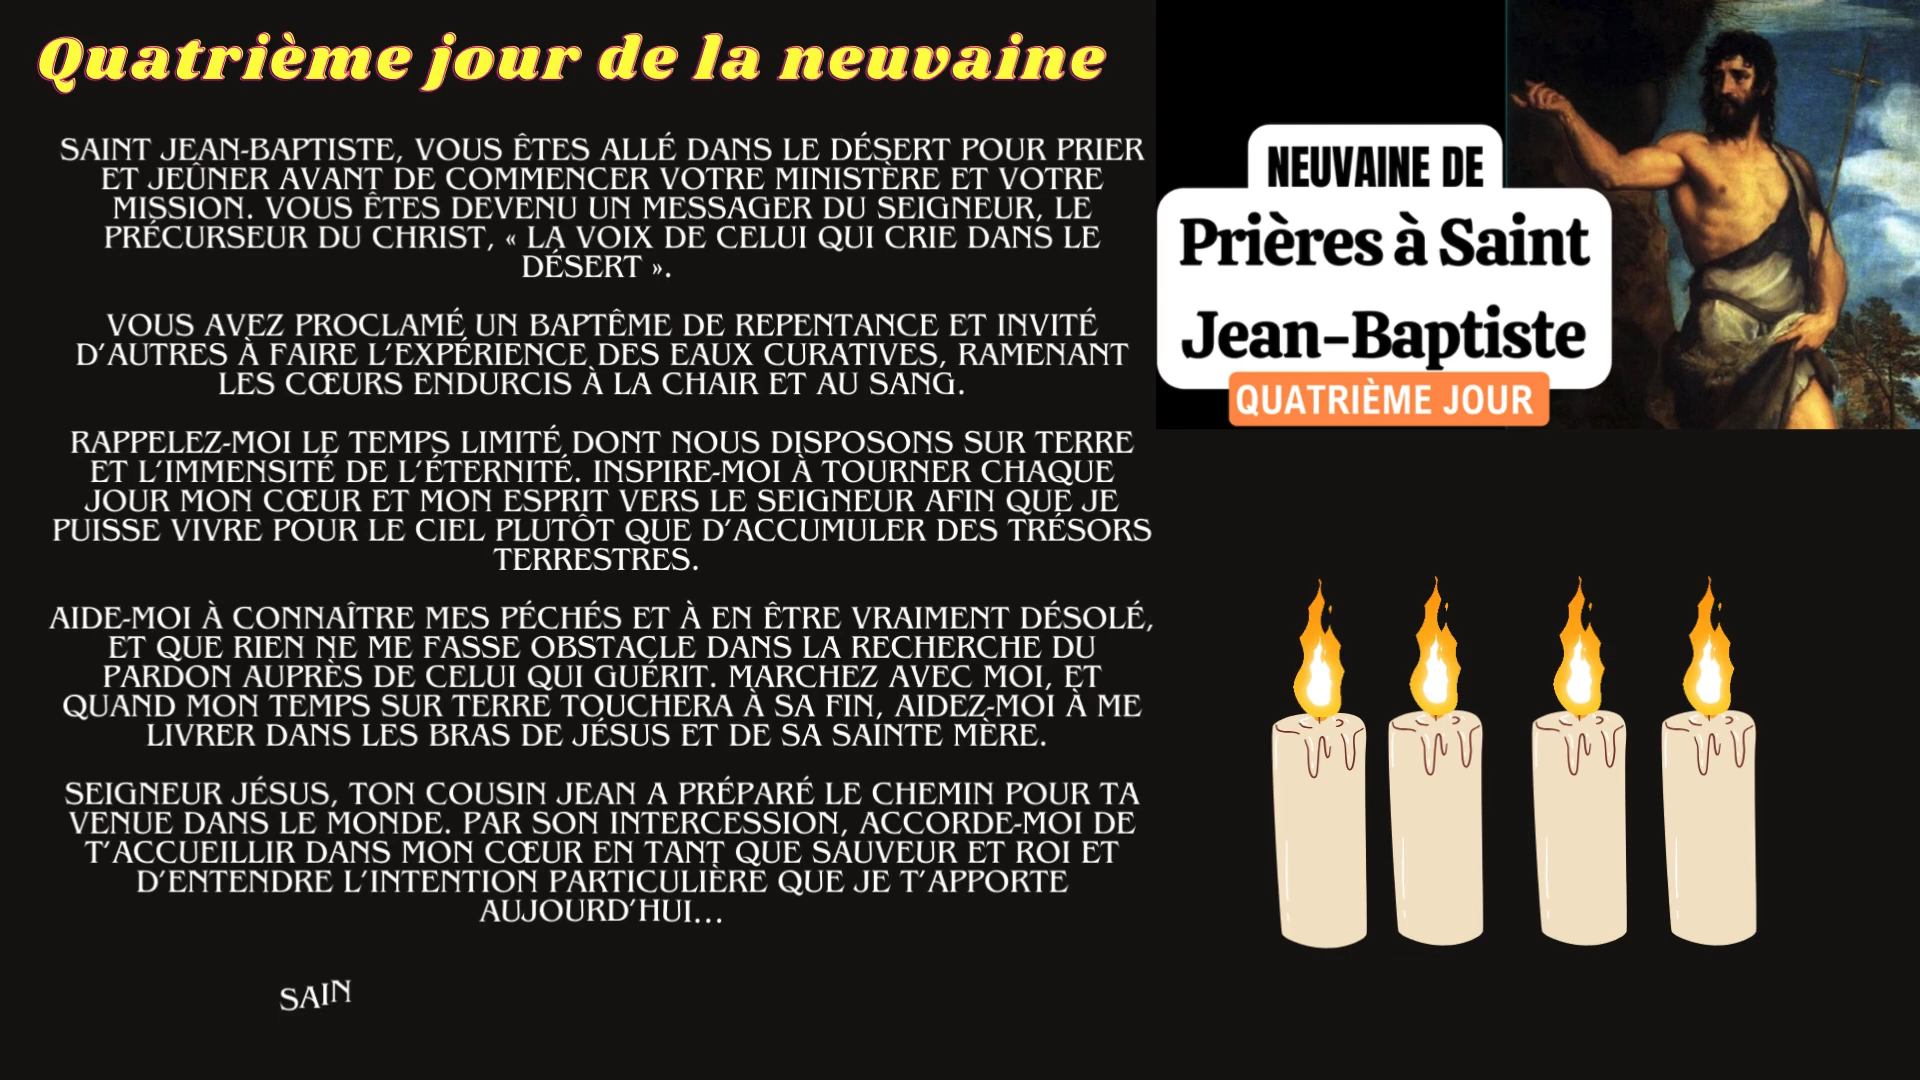 Quatrième jour de la neuvaine
SAINT JEAN-BAPTISTE, VOUS ÊTES ALLÉ DANS LE DÉSERT POUR PRIER
ET JEÛNER AVANT DE COMMENCER VOTRE MINISTÈRE ET VOTRE
MISSION. VOUS ÊTES DEVENU UN MESSAGER DU SEIGNEUR, LE
PRÉCURSEUR DU CHRIST, « LA VOIX DE CELUI QUI CRIE DANS LE
DÉSERT ».
VOUS AVEZ PROCLAMÉ UN BAPTÊME DE REPENTANCE ET INVITÉ
D’AUTRES À FAIRE L’EXPÉRIENCE DES EAUX CURATIVES, RAMENANT
LES CŒURS ENDURCIS À LA CHAIR ET AU SANG.
RAPPELEZ-MOI LE TEMPS LIMITÉ DONT NOUS DISPOSONS SUR TERRE
ET L’IMMENSITÉ DE L’ÉTERNITÉ. INSPIRE-MOI À TOURNER CHAQUE
JOUR MON CŒUR ET MON ESPRIT VERS LE SEIGNEUR AFIN QUE JE
PUISSE VIVRE POUR LE CIEL PLUTÔT QUE D’ACCUMULER DES TRÉSORS
TERRESTRES.
AIDE-MOI À CONNAÎTRE MES PÉCHÉS ET À EN ÊTRE VRAIMENT DÉSOLÉ,
ET QUE RIEN NE ME FASSE OBSTACLE DANS LA RECHERCHE DU
PARDON AUPRÈS DE CELUI QUI GUÉRIT. MARCHEZ AVEC MOI, ET
QUAND MON TEMPS SUR TERRE TOUCHERA À SA FIN, AIDEZ-MOI À ME
LIVRER DANS LES BRAS DE JÉSUS ET DE SA SAINTE MÈRE.
SEIGNEUR JÉSUS, TON COUSIN JEAN A PRÉPARÉ LE CHEMIN POUR TA
VENUE DANS LE MONDE. PAR SON INTERCESSION, ACCORDE-MOI DE
T’ACCUEILLIR DANS MON CŒUR EN TANT QUE SAUVEUR ET ROI ET
D’ENTENDRE L’INTENTION PARTICULIÈRE QUE JE T’APPORTE
AUJOURD’HUI…
SAIN
NEUVAINE DE
Prières à Saint
Jean-Baptiste
QUATRIÈME JOUR